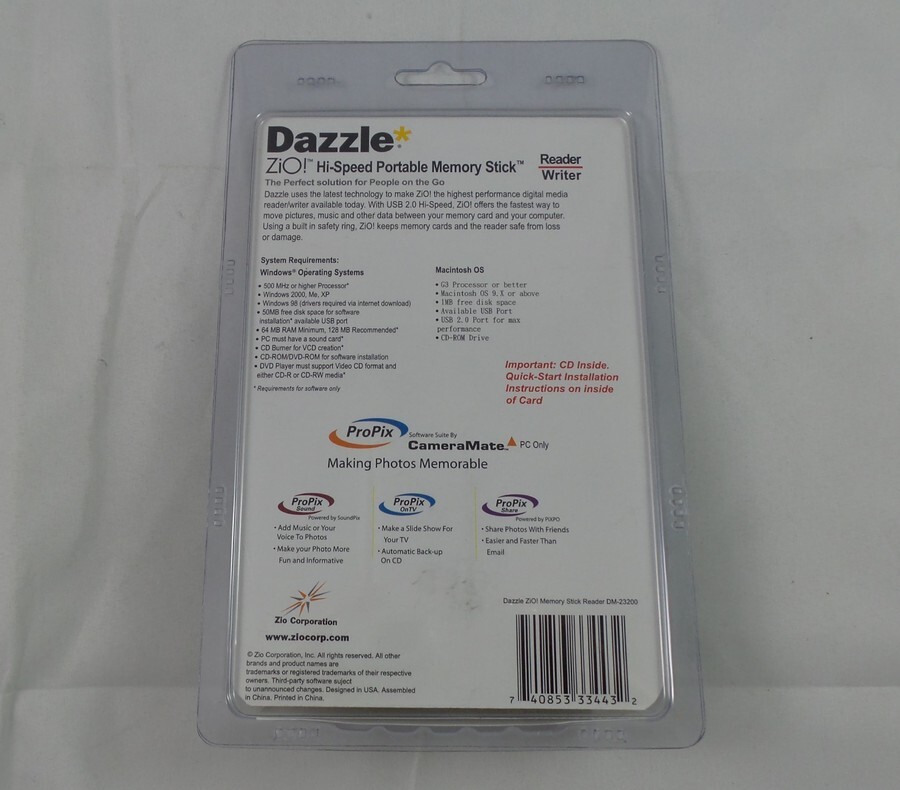 Dazzle*
ZiO!™ Hi-Speed Portable Memory Stick™ Reader Writer
The Perfect solution for People on the Go
Dazzle uses the latest technology to make ZiO! the highest performance digital media
reader/writer available today. With USB 2.0 Hi-Speed, ZiO! offers the fastest way to
move pictures, music and other data between your memory card and your computer.
Using a built in safety ring, ZiO! keeps memory cards and the reader safe from loss
or damage.
System Requirements:
Windows® Operating Systems
• 500 MHz or higher Processor*
• Windows 2000, Me, XP
• Windows 98 (drivers required via internet download)
• 50MB free disk space for software
installation* available USB port
• 64 MB RAM Minimum, 128 MB Recommended*
• PC must have a sound card*
• CD Burner for VCD creation*
• CD-ROM/DVD-ROM for software installation
• DVD Player must support Video CD format and
either CD-R or CD-RW media*
* Requirements for software only
Macintosh OS
• G3 Processor or better
• Macintosh OS 9.X or above
• 1MB free disk space
• Available USB Port
• USB 2.0 Port for max
performance
• CD-ROM Drive
Important: CD Inside.
Quick-Start Installation
Instructions on inside
of Card
ProPix Software Suite By CameraMate™ PC Only
Making Photos Memorable
ProPix
Sound
Powered by SoundPix
• Add Music or Your
Voice To Photos
• Make your Photo More
Fun and Informative
ProPix
OnTV
• Make a Slide Show For
Your TV
• Automatic Back-up
On CD
ProPix
Share
Powered by PIXPO
• Share Photos With Friends
• Easier and Faster Than
Email
Zio Corporation
www.ziocorp.com
© Zio Corporation, Inc. All rights reserved. All other
brands and product names are
trademarks or registered trademarks of their respective
owners. Third-party software suject
to unannounced changes. Designed in USA. Assembled
in China. Printed in China.
Dazzle ZiO! Memory Stick Reader DM-23200
7 40853 33443 2